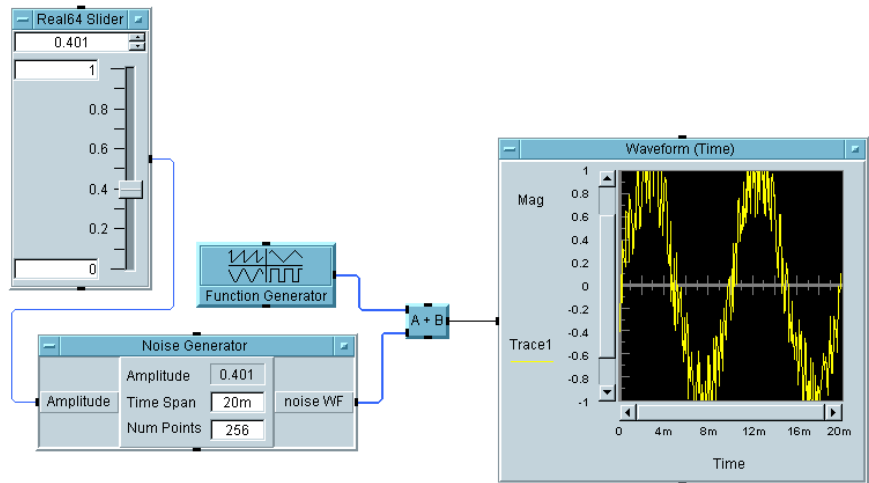 Real64 Slider
0.401
1
0.8
0.6
0.4
0.2
0
Function Generator
A + B
Noise Generator
Amplitude
Amplitude 0.401
Time Span 20m
Num Points 256
noise WF
Waveform (Time)
Mag
Trace1
1
0.8
0.6
0.4
0.2
0
-0.2
-0.4
-0.6
-0.8
-1
0 4m 8m 12m 16m 20m
Time